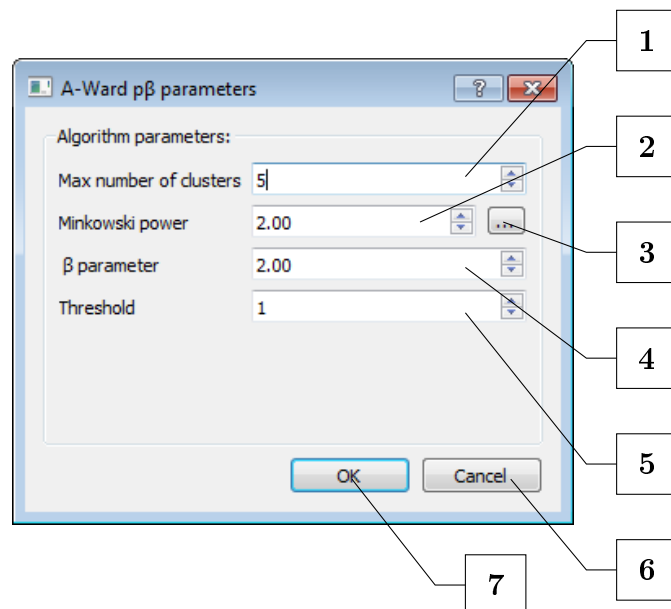 1
A-Ward pβ parameters
?
Algorithm parameters:
2
Max number of clusters 5
Minkowski power 2.00 ...
3
β parameter 2.00
Threshold 1
4
5
OK Cancel
6
7